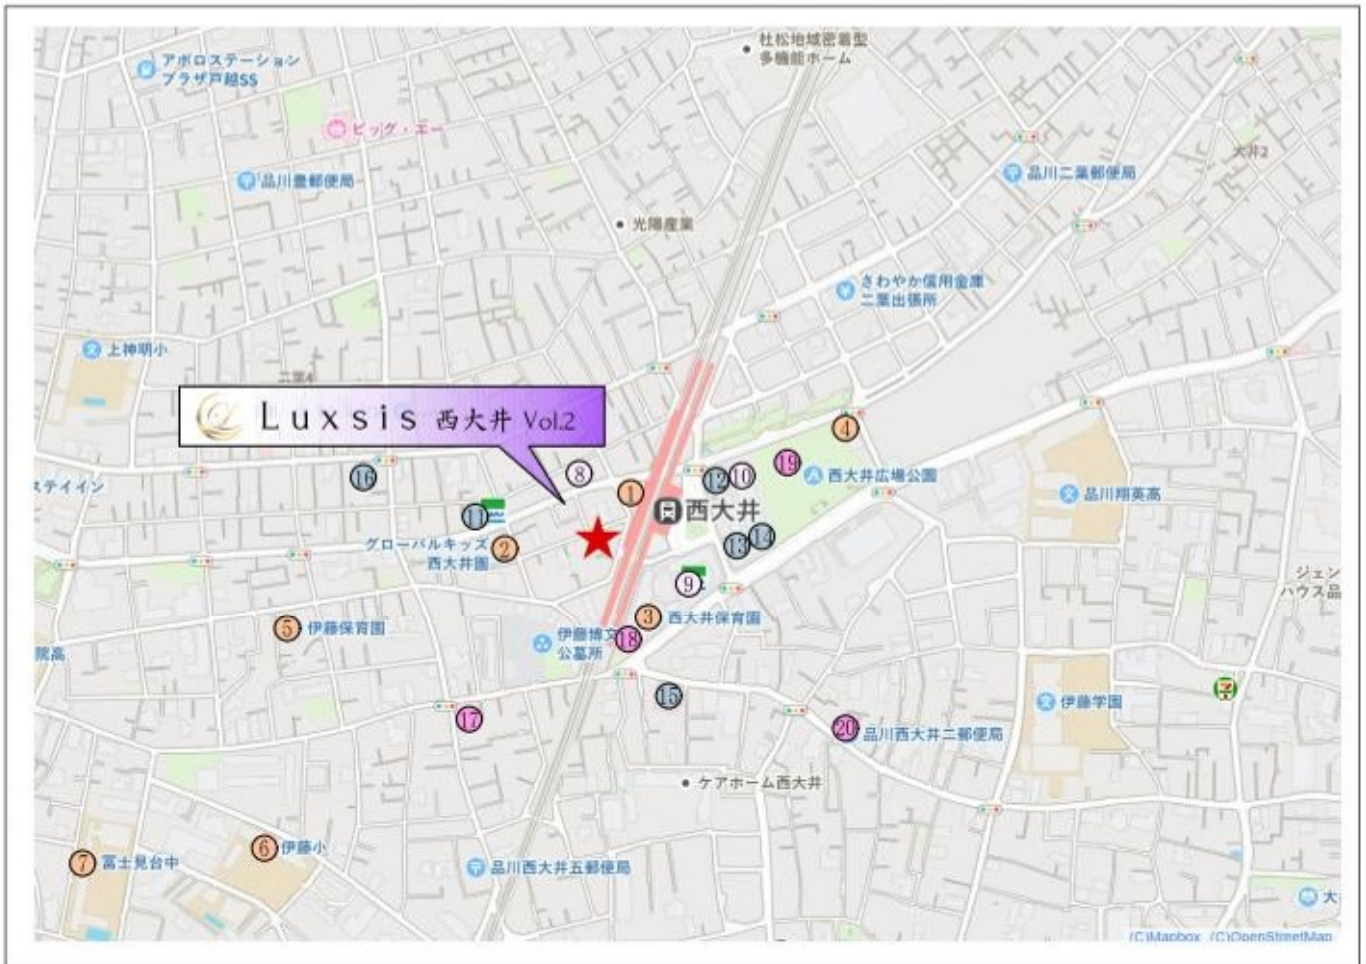 杜松地域密着型
多機能ホーム
アポロステーション
プラザ戸越SS
ビッグ・エー
大井2
品川豊郵便局
品川二葉郵便局
光陽産業
さわやか信用金庫
二葉出張所
上神明小
二葉4
Luxsis 西大井 Vol.2
④
⑧
⑲
⑯
⑫
⑩
西大井広場公園
ステイイン
①
品川翔英高
⑪
西大井
グローバルキッズ
西大井園
②
⑬
⑭
⑨
ジェン
ハウス品
③
西大井保育園
⑤
伊藤保育園
伊藤博文
公墓所
⑱
院高
⑮
伊藤学園
⑰
⑳
品川西大井二郵便局
ケアホーム西大井
⑥
伊藤小
⑦
冨士見台中
品川西大井五郵便局
大
(C)Mapbox (C)OpenStreetMap